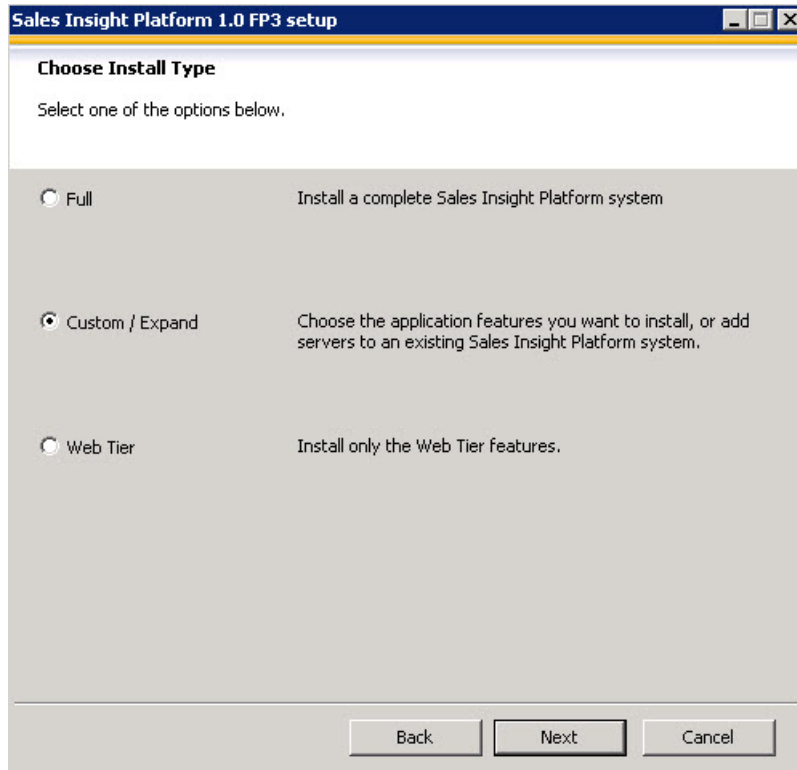 Sales Insight Platform 1.0 FP3 setup
Choose Install Type
Select one of the options below.
Full
Install a complete Sales Insight Platform system
Custom / Expand
Choose the application features you want to install, or add
servers to an existing Sales Insight Platform system.
Web Tier
Install only the Web Tier features.
Back
Next
Cancel